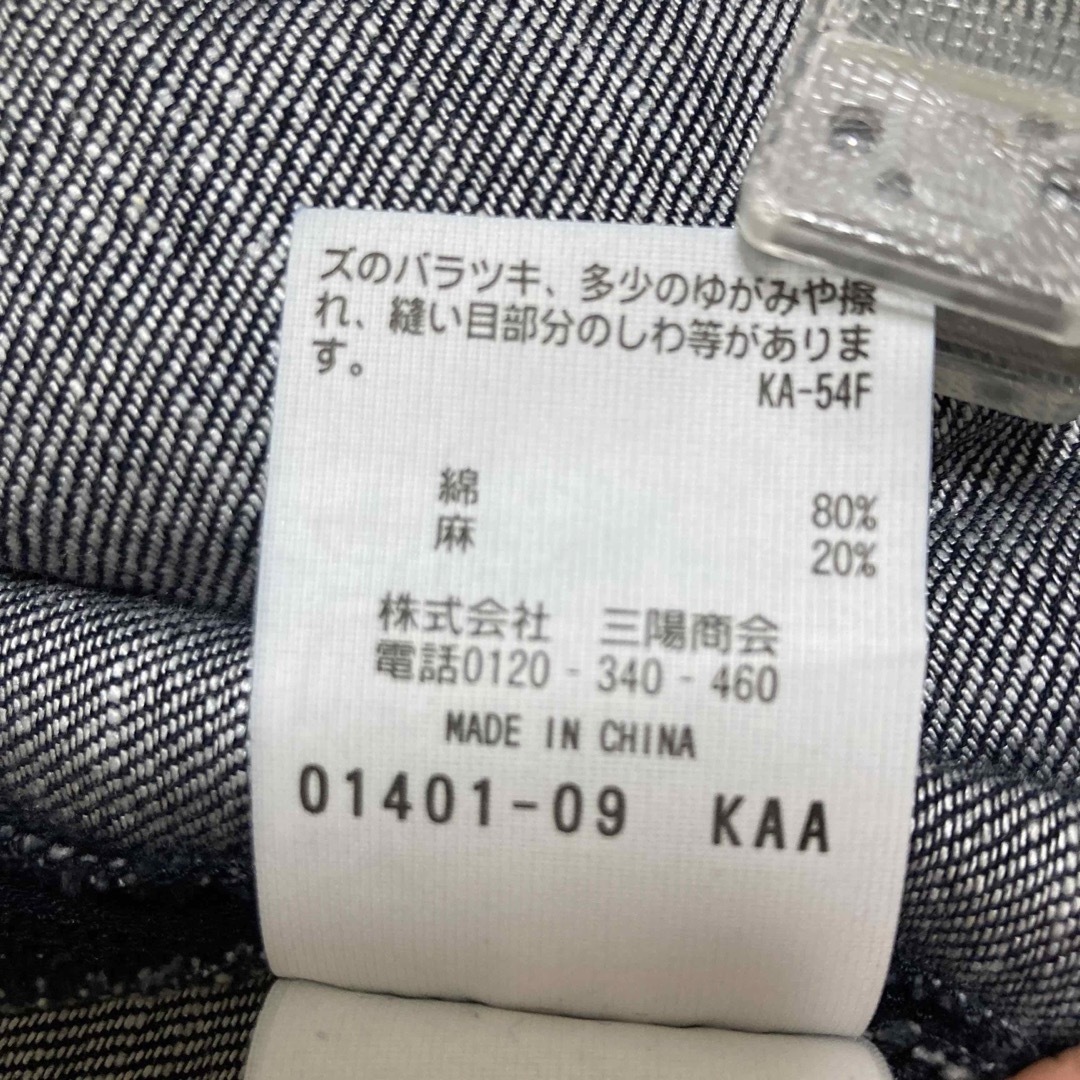 ズのバラツキ、多少のゆがみや擦
れ、縫い目部分のしわ等がありま
す。
KA-54F
綿 80%
麻 20%
株式会社 三陽商会
電話0120-340-460
MADE IN CHINA
01401-09 KAA